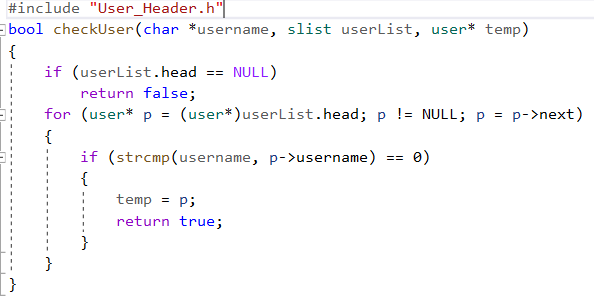 #include "User_Header.h"
bool checkUser(char *username, slist userList, user* temp)
{
    if (userList.head == NULL)
        return false;
    for (user* p = (user*)userList.head; p != NULL; p = p->next)
    {
        if (strcmp(username, p->username) == 0)
        {
            temp = p;
            return true;
        }
    }
}